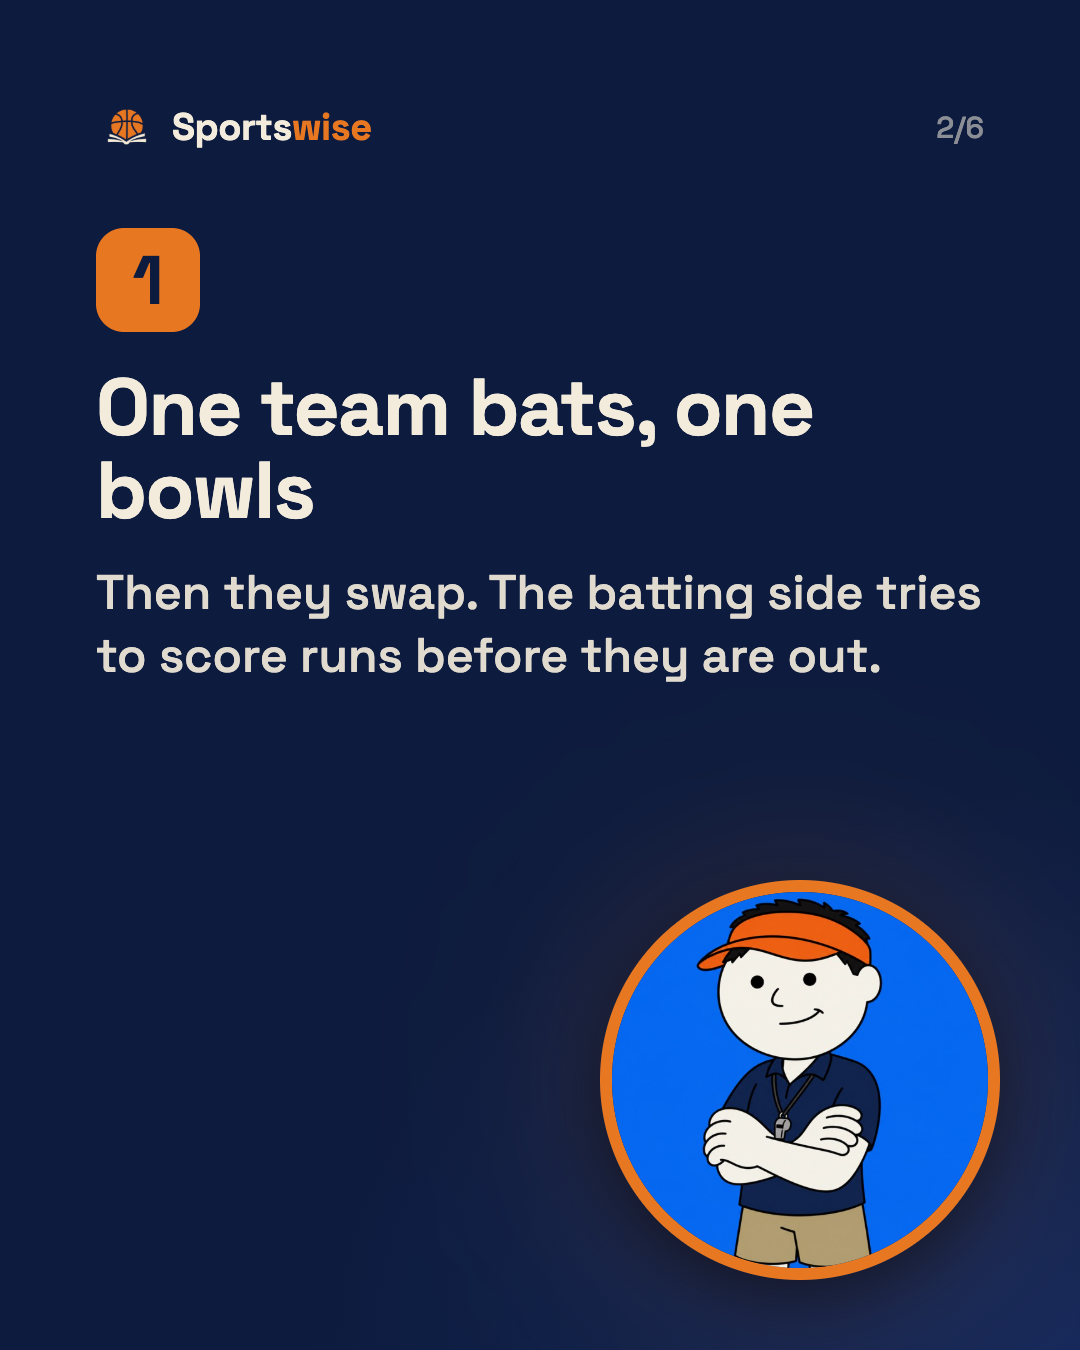 Sportswise
2/6
1
One team bats, one
bowls
Then they swap. The batting side tries
to score runs before they are out.